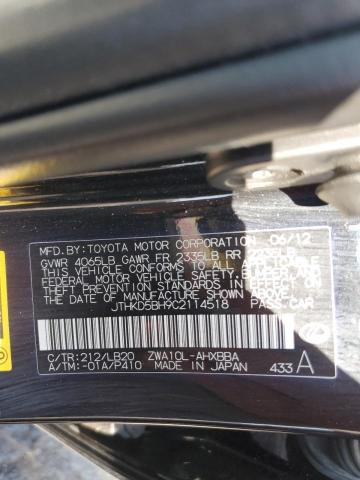 MFD.BY:TOYOTA MOTOR CORPORATION 06/12
GVWR 4065LB GAWR FR 2335LB RR
THIS VEHICLE CONFORMS TO ALL APPLICABLE
FEDERAL MOTOR VEHICLE SAFETY, BUMPER, AND
THEFT PREVENTION STANDARDS IN EFFECT ON
THE DATE OF MANUFACTURE SHOWN ABOVE.
JTHKD5BH9C2114518 PASS.CAR
C/TR:212/LB20 ZWA10L-AHXBBA
A/TM:-01A/P410 MADE IN JAPAN 433 A